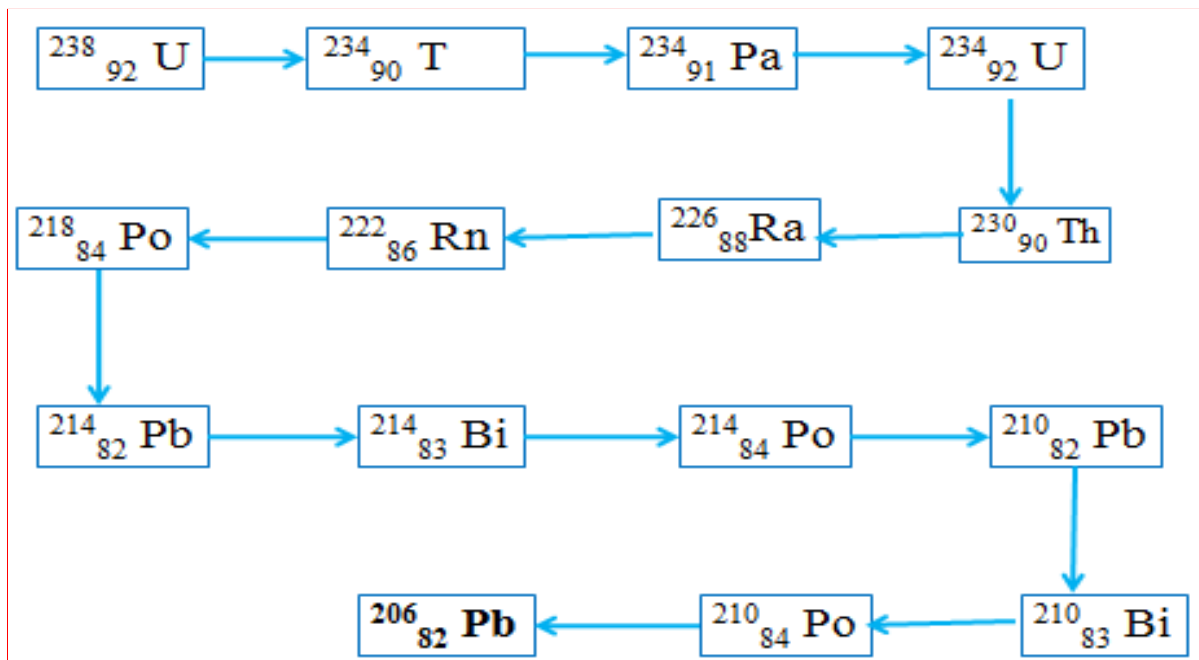 238 92 U 234 90 T 234 91 Pa 234 92 U
218 84 Po 222 86 Rn 226 88 Ra 230 90 Th
214 82 Pb 214 83 Bi 214 84 Po 210 82 Pb
206 82 Pb 210 84 Po 210 83 Bi